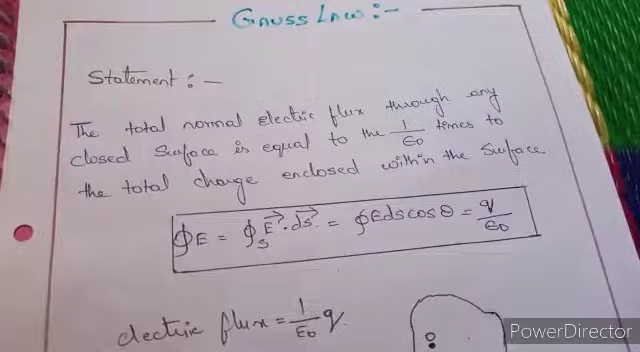 GAUSS LAW :-
Statement : -
The total normal electric flux through any
closed surface is equal to the 1/ε0 times to
the total charge enclosed within the surface
ϕE = ∮S E⃗ . ds⃗ = ∮Eds cosθ = q/ε0
electric flux = 1/ε0 q
PowerDirector